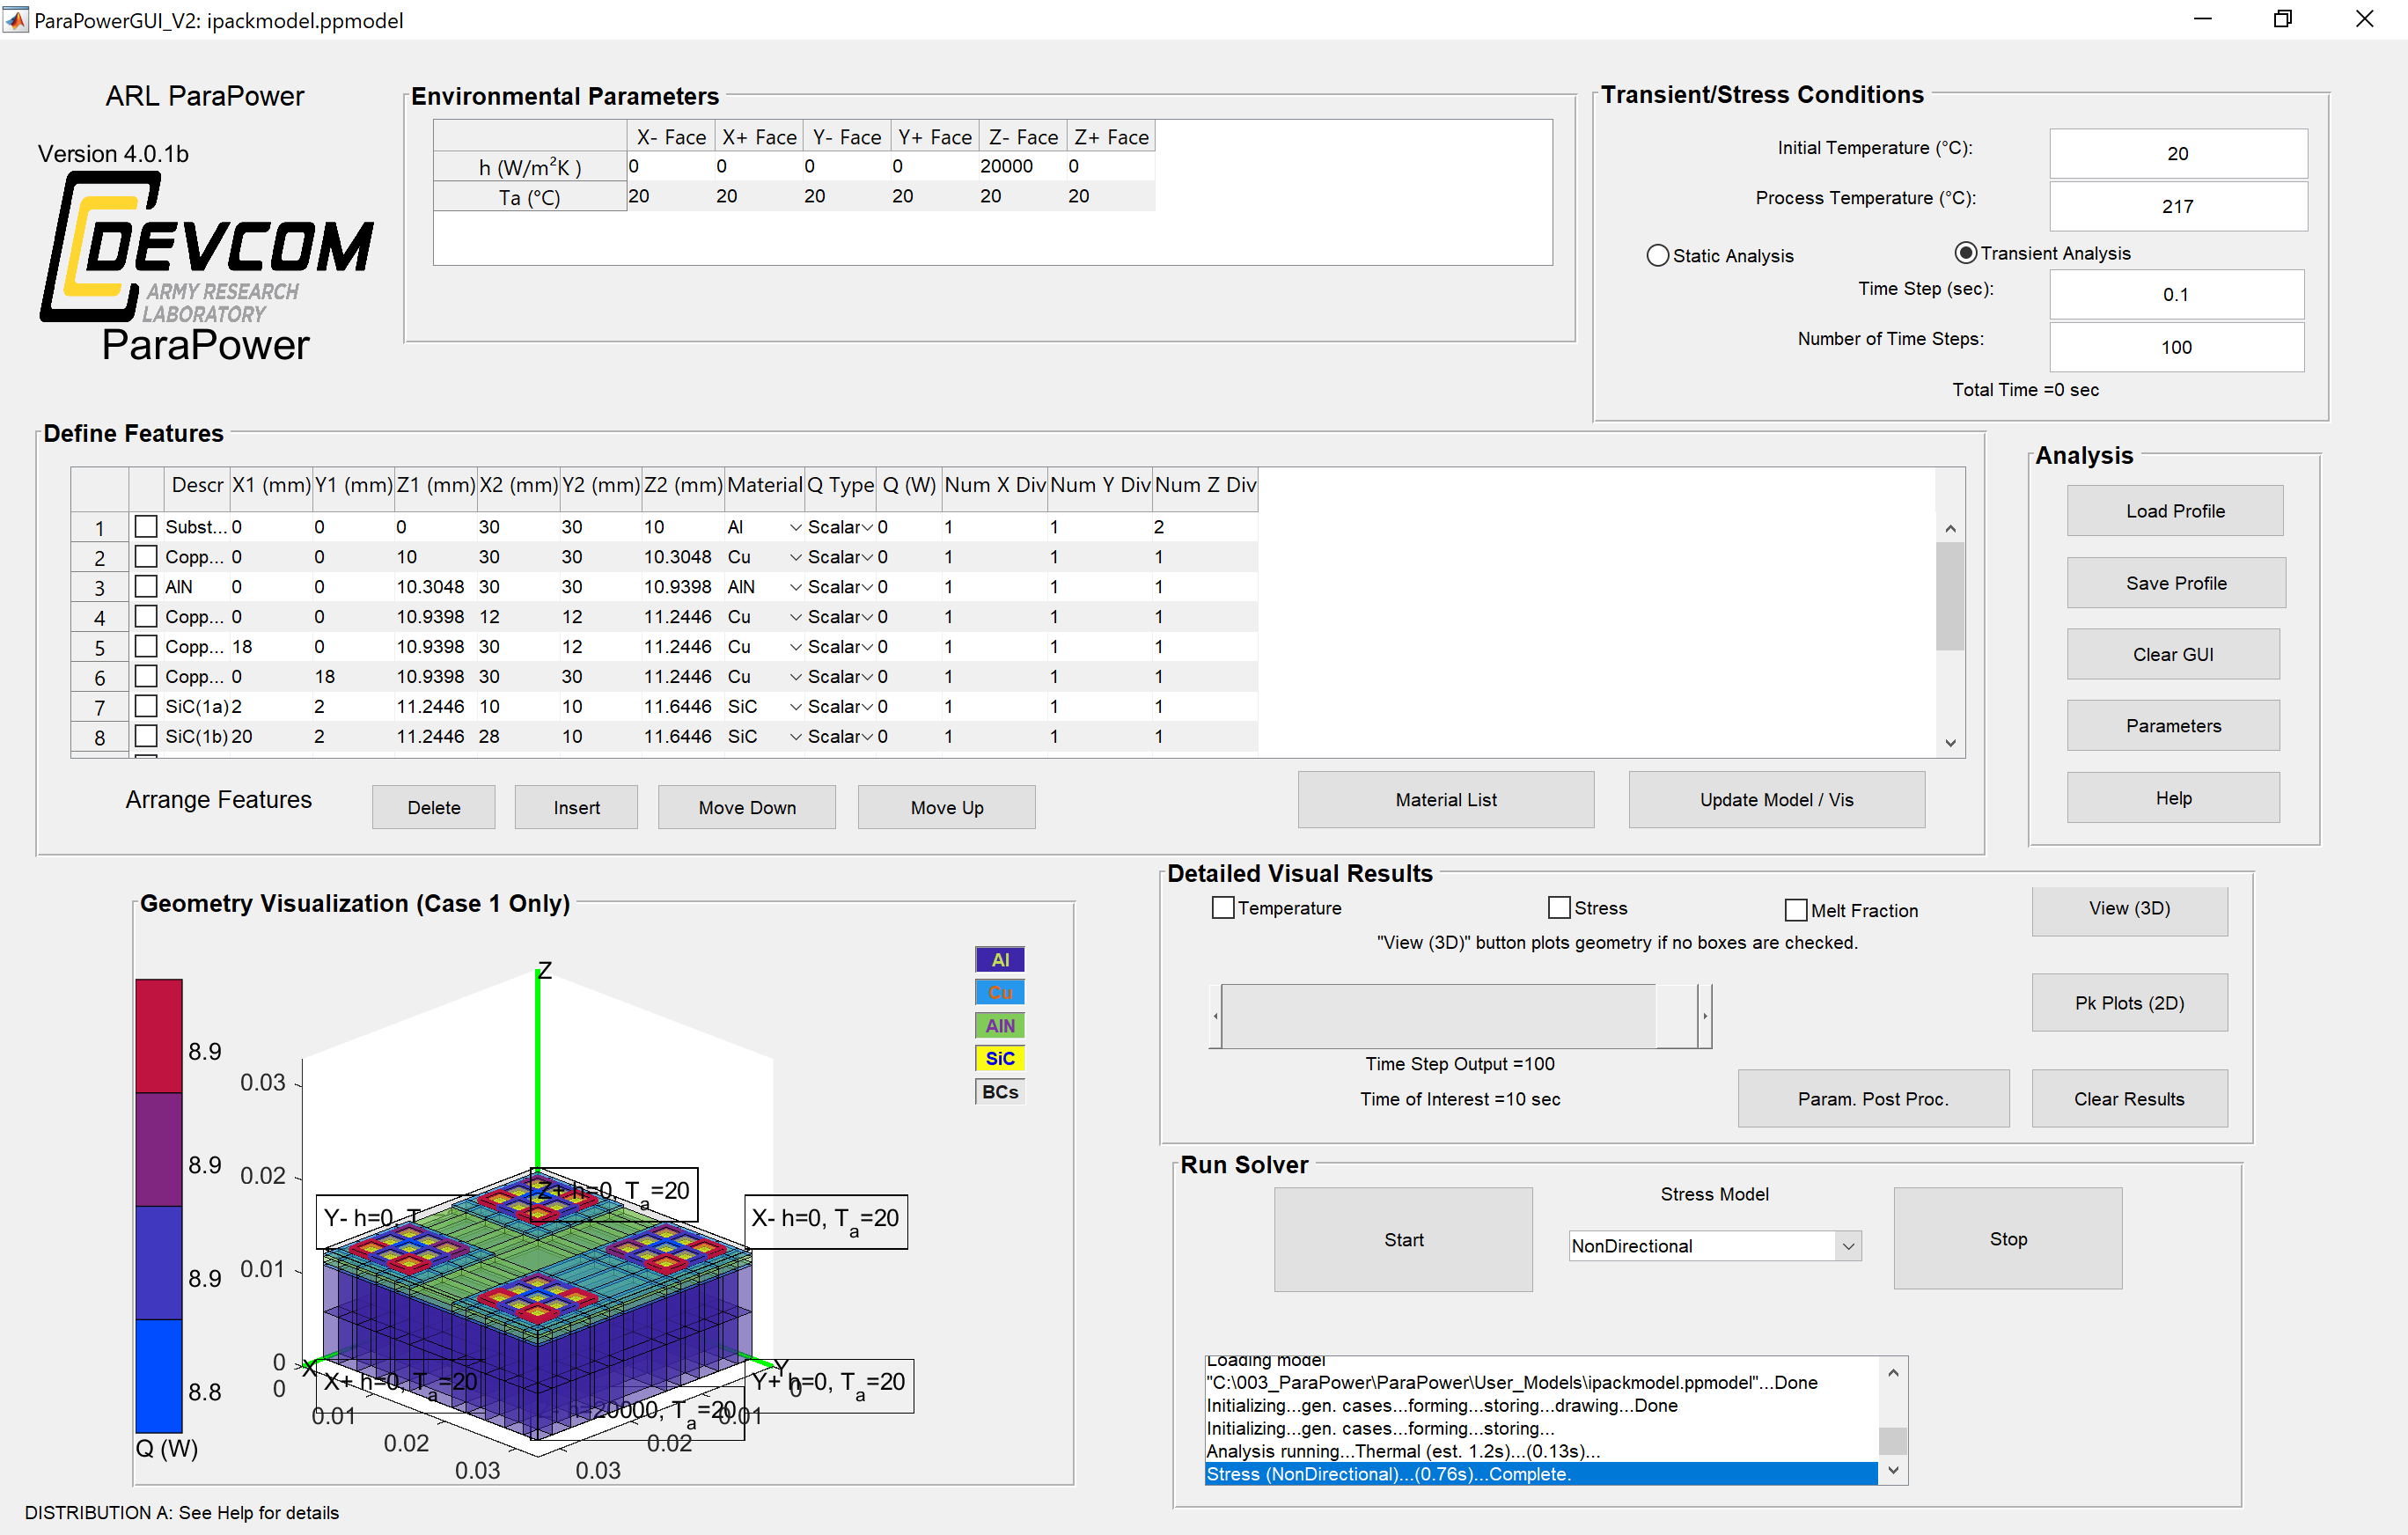 ParaPowerGUI_V2: ipackmodel.ppmodel
ARL ParaPower
Version 4.0.1b
DEVCOM
ARMY RESEARCH
LABORATORY
ParaPower
Environmental Parameters
X- Face X+ Face Y- Face Y+ Face Z- Face Z+ Face
h (W/m²K ) 0 0 0 0 20000 0
Ta (°C) 20 20 20 20 20 20
Transient/Stress Conditions
Initial Temperature (°C): 20
Process Temperature (°C): 217
Static Analysis Transient Analysis
Time Step (sec): 0.1
Number of Time Steps: 100
Total Time =0 sec
Define Features
Descr X1 (mm) Y1 (mm) Z1 (mm) X2 (mm) Y2 (mm) Z2 (mm) Material Q Type Q (W) Num X Div Num Y Div Num Z Div
1 Subst... 0 0 0 30 30 10 Al Scalar 0 1 1 2
2 Copp... 0 0 10 30 30 10.3048 Cu Scalar 0 1 1 1
3 AlN 0 0 10.3048 30 30 10.9398 AlN Scalar 0 1 1 1
4 Copp... 0 0 10.9398 12 12 11.2446 Cu Scalar 0 1 1 1
5 Copp... 18 0 10.9398 30 12 11.2446 Cu Scalar 0 1 1 1
6 Copp... 0 18 10.9398 30 30 11.2446 Cu Scalar 0 1 1 1
7 SiC(1a) 2 2 11.2446 10 10 11.6446 SiC Scalar 0 1 1 1
8 SiC(1b) 20 2 11.2446 28 10 11.6446 SiC Scalar 0 1 1 1
Arrange Features Delete Insert Move Down Move Up Material List Update Model / Vis
Analysis
Load Profile
Save Profile
Clear GUI
Parameters
Help
Geometry Visualization (Case 1 Only)
Al
Cu
AlN
SiC
BCs
8.9
8.9
8.9
8.8
Q (W)
Z
0.03
0.02
0.01
0
Z+ h=0, Ta=20
Y- h=0, T
X- h=0, Ta=20
X
X+ h=0, Ta=20
Y
Y+ h=0, Ta=20
20000, Ta=20
0
0.01
0.02
0.03
0
0.01
0.02
0.03
Detailed Visual Results
Temperature Stress Melt Fraction
"View (3D)" button plots geometry if no boxes are checked.
View (3D)
Pk Plots (2D)
Time Step Output =100
Time of Interest =10 sec
Param. Post Proc. Clear Results
Run Solver
Start
Stress Model
NonDirectional
Stop
Loading model
"C:\003_ParaPower\ParaPower\User_Models\ipackmodel.ppmodel"...Done
Initializing...gen. cases...forming...storing...drawing...Done
Initializing...gen. cases...forming...storing...
Analysis running...Thermal (est. 1.2s)...(0.13s)...
Stress (NonDirectional)...(0.76s)...Complete.
DISTRIBUTION A: See Help for details